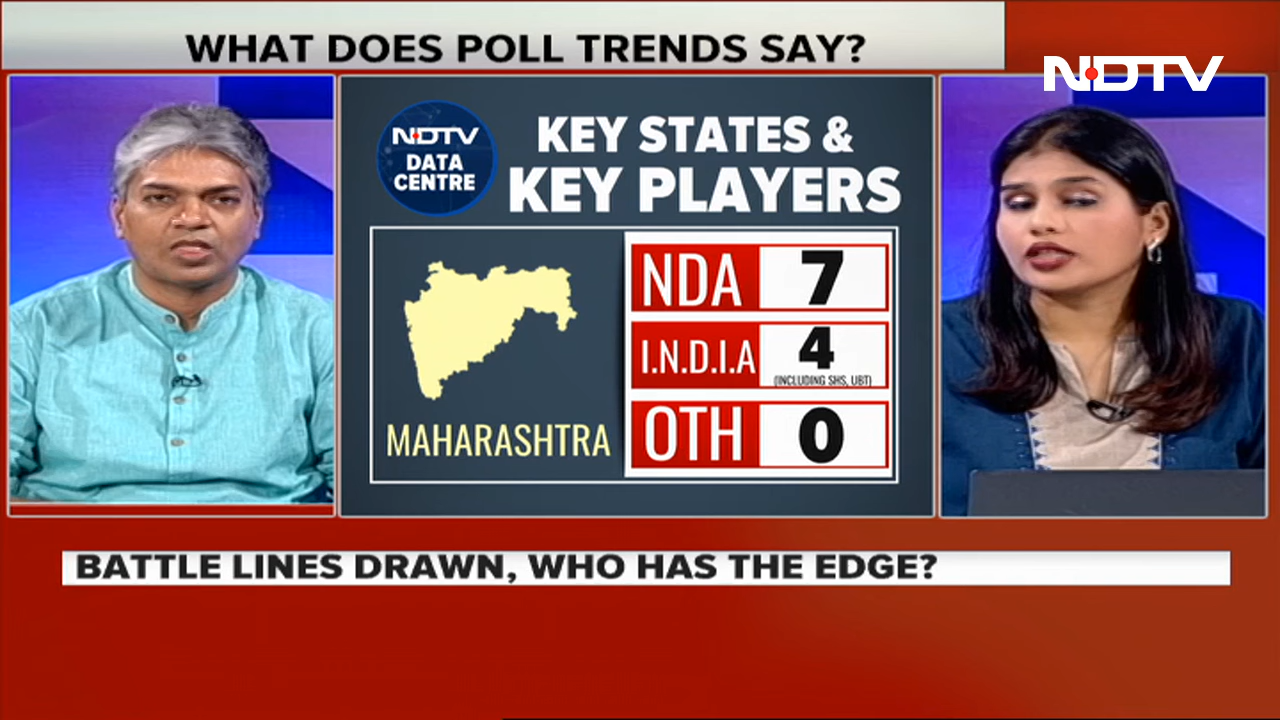 WHAT DOES POLL TRENDS SAY?
NDTV
NDTV
DATA
CENTRE
KEY STATES &
KEY PLAYERS
MAHARASHTRA
NDA 7
I.N.D.I.A 4
(INCLUDING SHS, UBT)
OTH 0
BATTLE LINES DRAWN, WHO HAS THE EDGE?